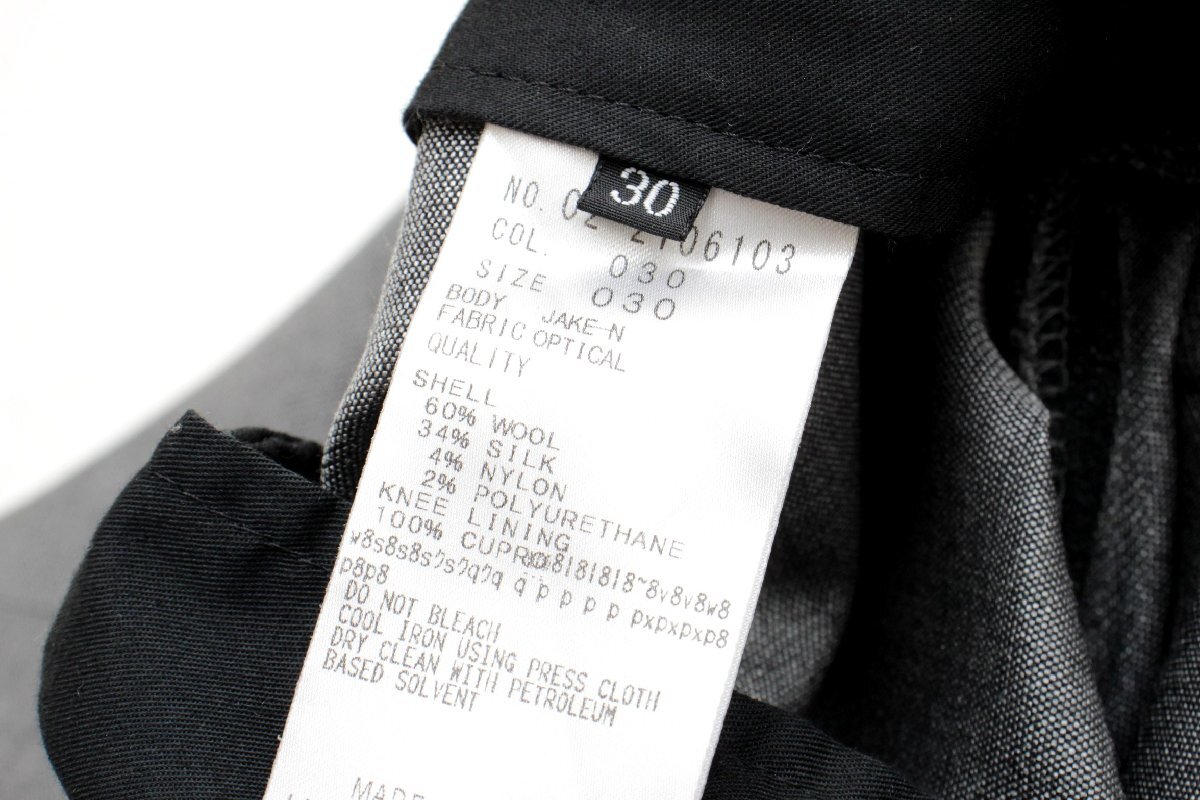 30
NO. 02-2106103
COL. 030
SIZE 030
BODY JAKE-N
FABRIC OPTICAL
QUALITY
SHELL
60% WOOL
34% SILK
4% NYLON
2% POLYURETHANE
KNEE LINING
100% CUPRO
p8p8
DO NOT BLEACH
COOL IRON USING PRESS CLOTH
DRY CLEAN WITH PETROLEUM
BASED SOLVENT
MADE